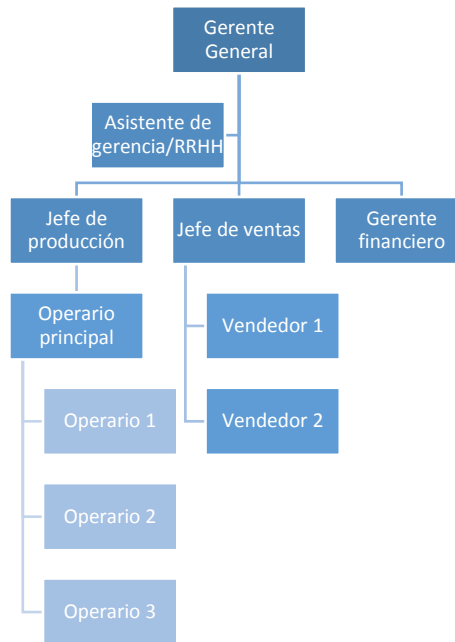 Gerente
General
Asistente de
gerencia/RRHH
Jefe de
producción
Jefe de ventas
Gerente
financiero
Operario
principal
Vendedor 1
Operario 1
Vendedor 2
Operario 2
Operario 3